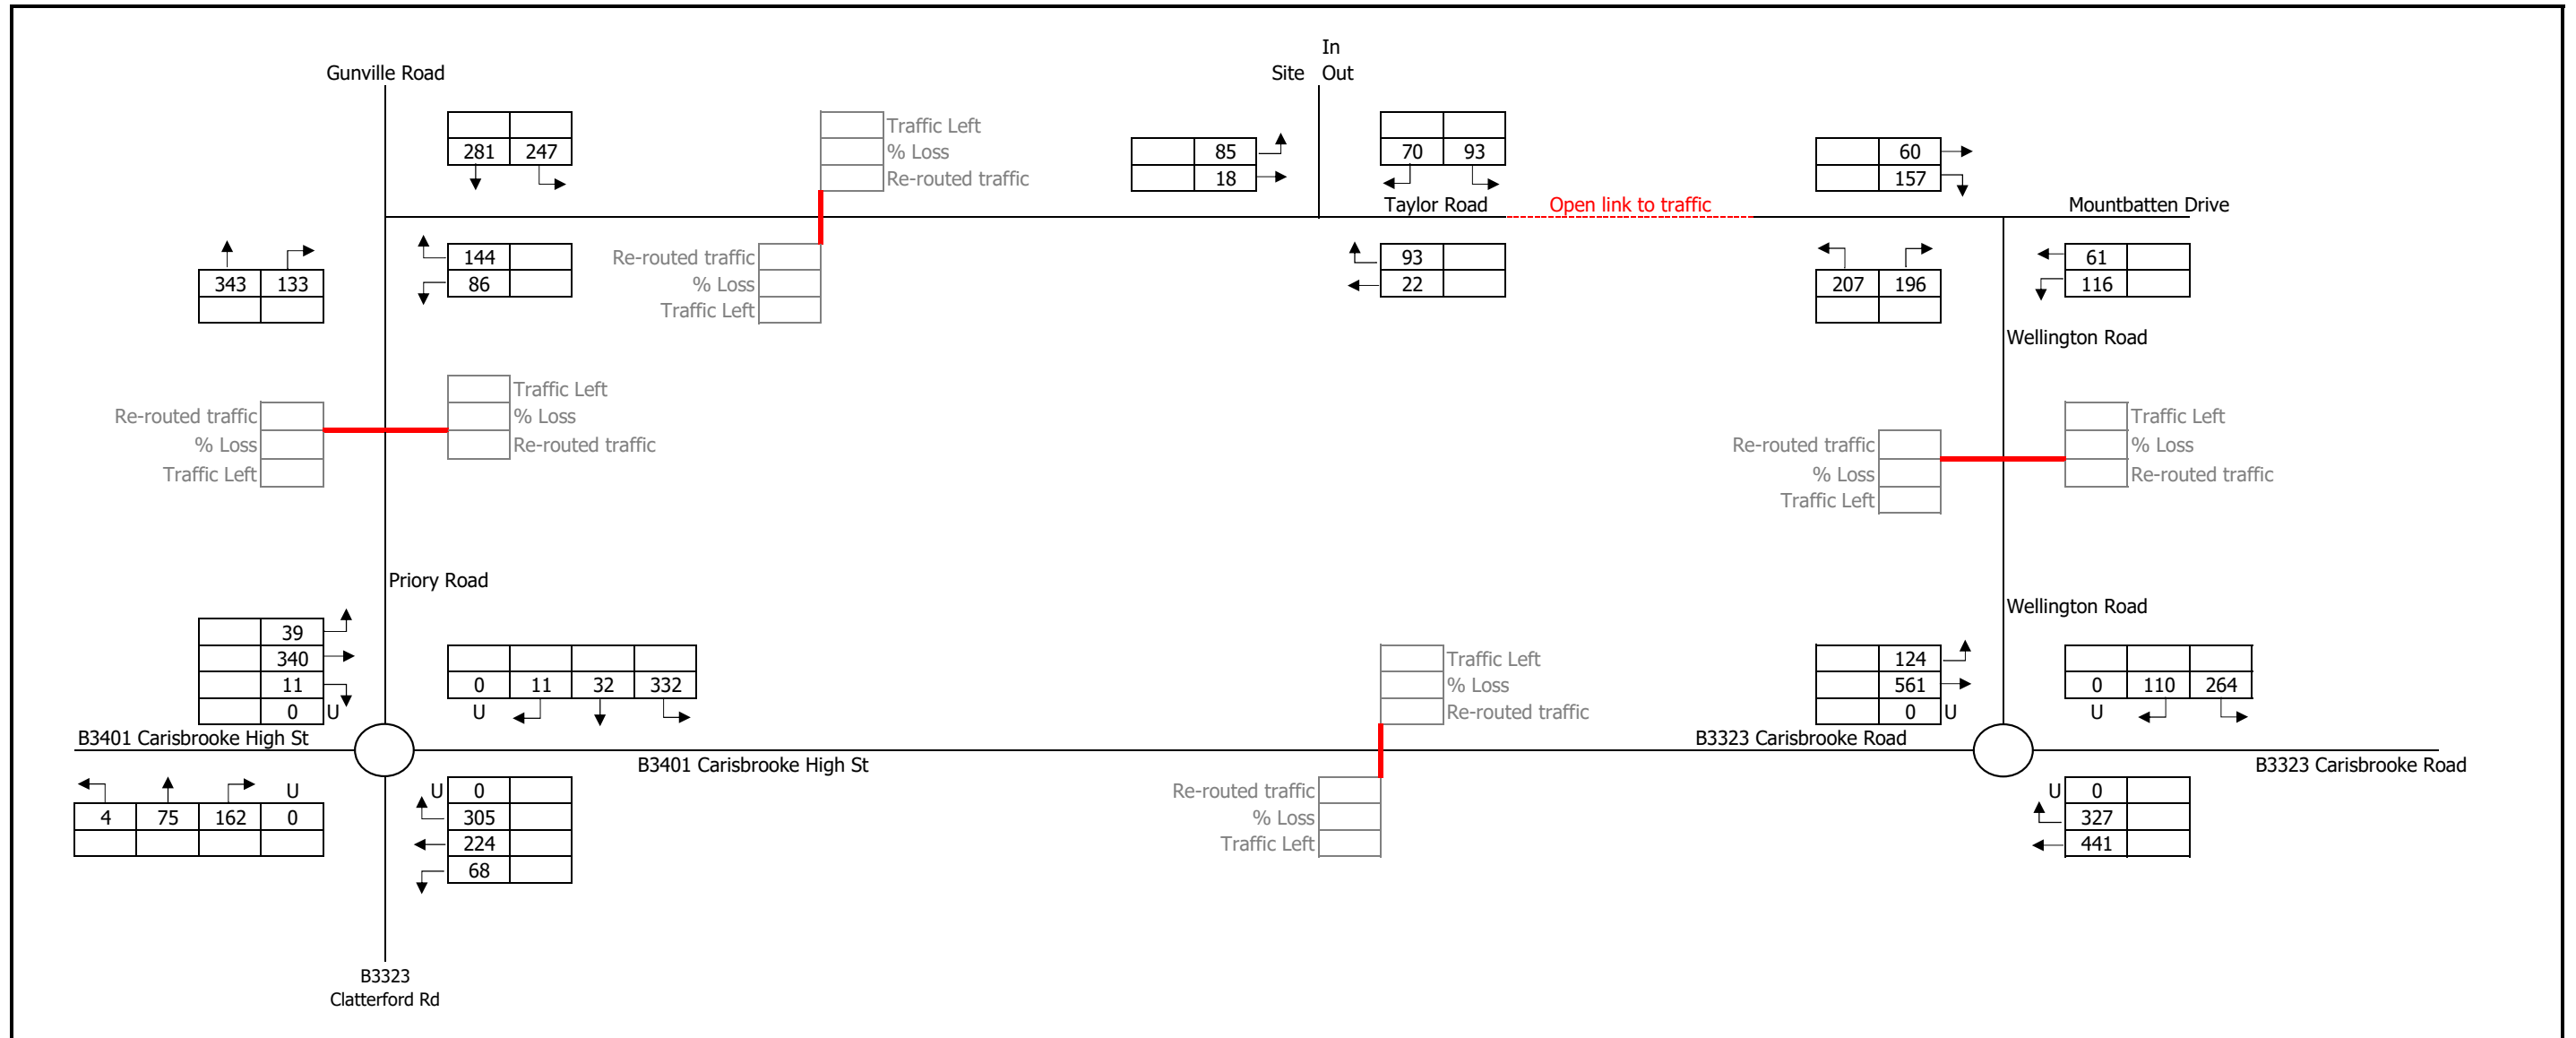 In
Gunville Road
Site Out
Traffic Left
281 247
% Loss
85
70 93
60
Re-routed traffic
18
157
Taylor Road
Open link to traffic
Mountbatten Drive
144
Re-routed traffic
93
61
343 133
86
% Loss
22
207 196
116
Traffic Left
Wellington Road
Traffic Left
Re-routed traffic
% Loss
Traffic Left
% Loss
Re-routed traffic
Re-routed traffic
% Loss
Traffic Left
% Loss
Re-routed traffic
Traffic Left
Priory Road
Wellington Road
39
340
Traffic Left
124
11
0 11 32 332
% Loss
561
0 110 264
0 U
U
Re-routed traffic
0 U
U
B3401 Carisbrooke High St
B3323 Carisbrooke Road
B3401 Carisbrooke High St
B3323 Carisbrooke Road
U
U 0
Re-routed traffic
U 0
4 75 162 0
305
% Loss
327
224
Traffic Left
441
68
B3323
Clatterford Rd